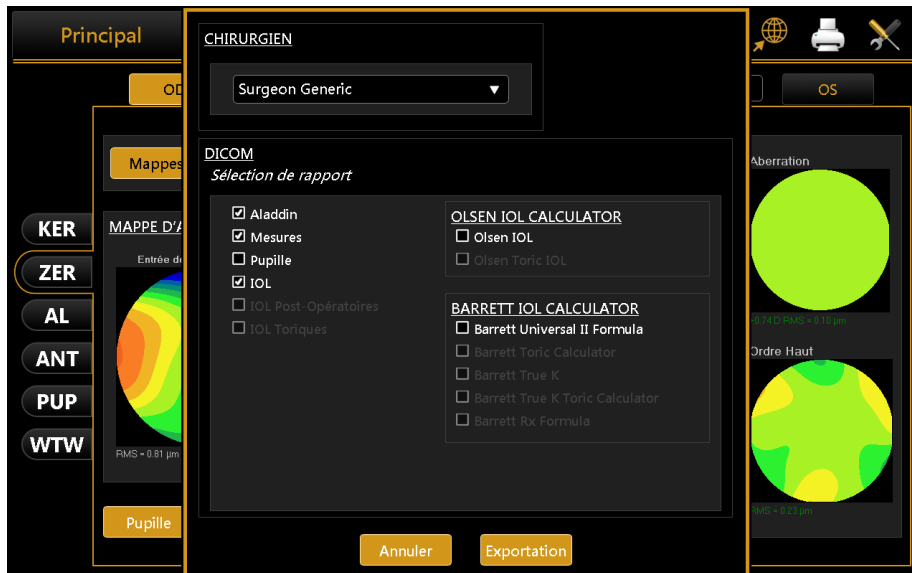 Principal
CHIRURGIEN
Surgeon Generic
OS
DICOM
Sélection de rapport
Mappes
Aberration
Aladdin
Mesures
Pupille
IOL
IOL Post-Opératoires
IOL Toriques
OLSEN IOL CALCULATOR
Olsen IOL
Olsen Toric IOL
BARRETT IOL CALCULATOR
Barrett Universal II Formula
Barrett Toric Calculator
Barrett True K
Barrett True K Toric Calculator
Barrett Rx Formula
KER
ZER
AL
ANT
PUP
WTW
MAPPE D'A
Entrée de
RMS = 0.81 µm
Pupille
0.74 D RMS = 0.10 µm
Ordre Haut
RMS = 0.23 µm
Annuler
Exportation